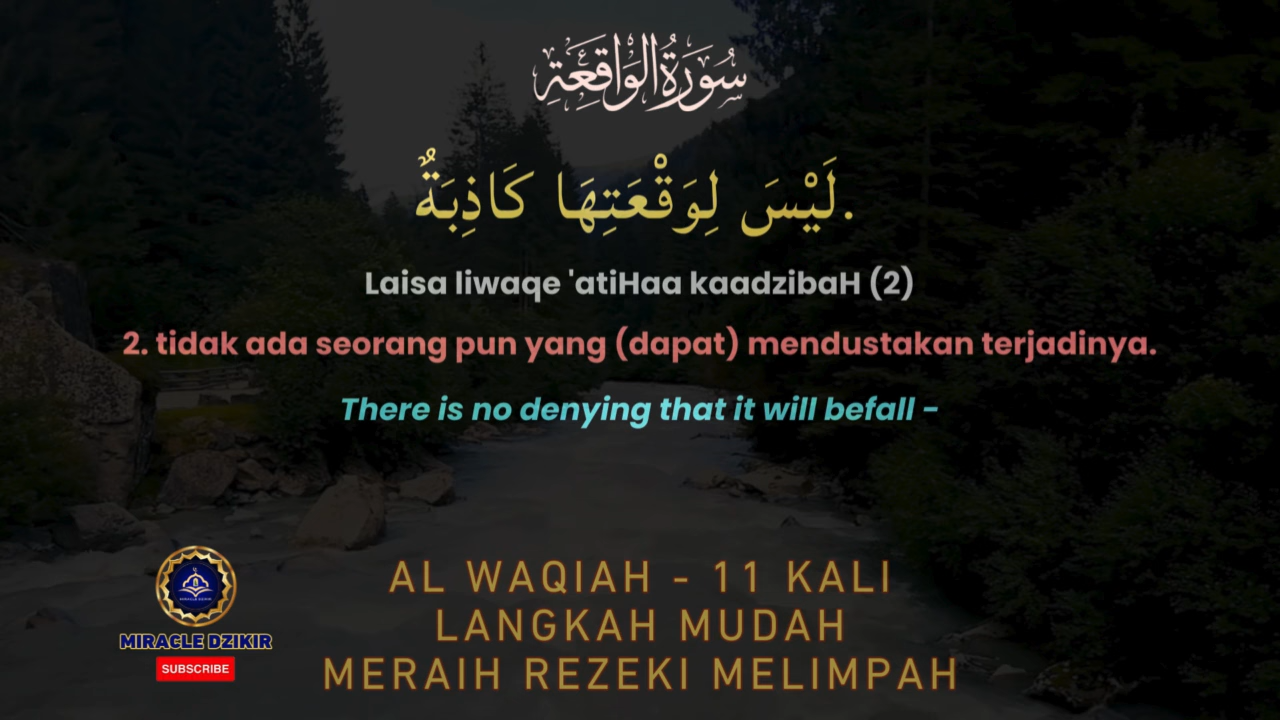 سُورَةُ الوَاقِعَةِ
لَيْسَ لِوَقْعَتِهَا كَاذِبَةٌ.
Laisa liwaqe 'atiHaa kaadzibaH (2)
2. tidak ada seorang pun yang (dapat) mendustakan terjadinya.
There is no denying that it will befall -
AL WAQIAH - 11 KALI
LANGKAH MUDAH
MERAIH REZEKI MELIMPAH
MIRACLE DZIKIR
MIRACLE DZIKIR
SUBSCRIBE